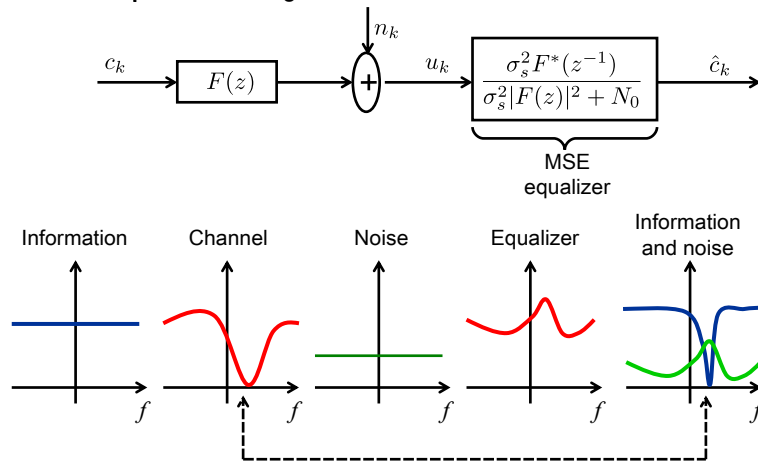 n_k
c_k
F(z)
+
u_k
σ_s^2 F^*(z^{-1})
σ_s^2|F(z)|^2 + N_0
ĉ_k
MSE
equalizer
Information
Channel
Noise
Equalizer
Information
and noise
f
f
f
f
f